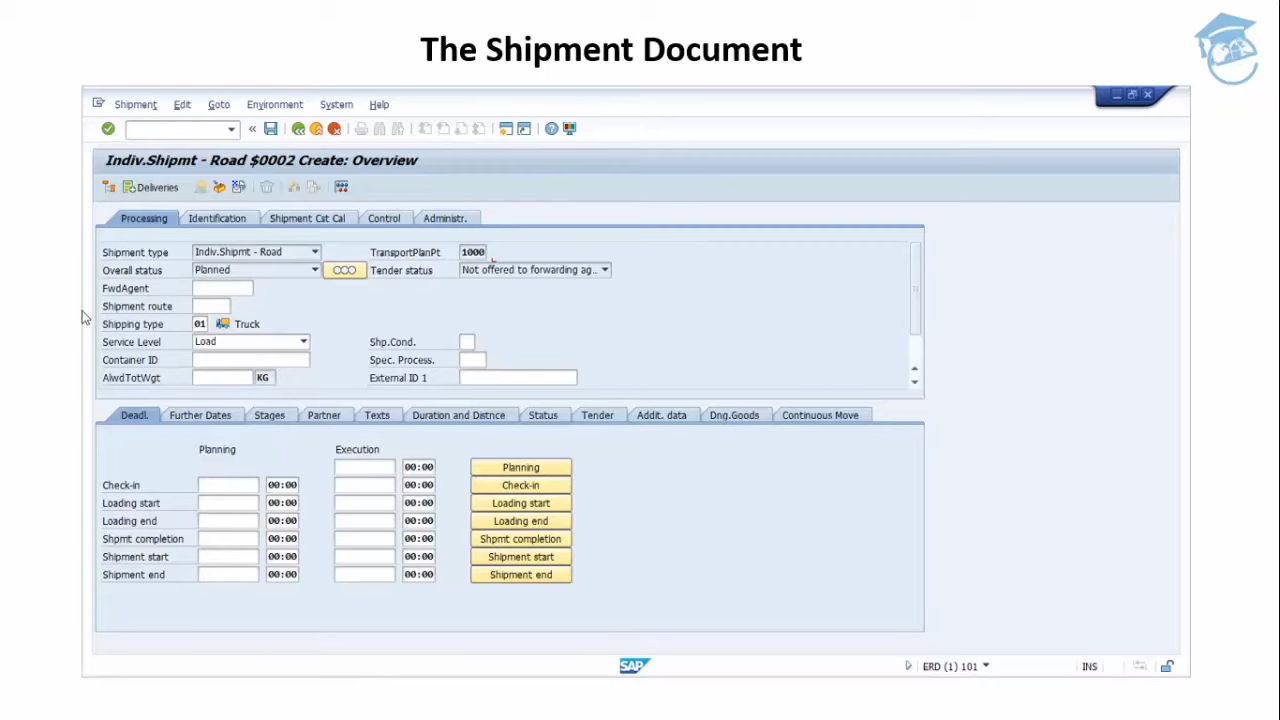 The Shipment Document
Shipment Edit Goto Environment System Help
Indiv.Shipmt - Road $0002 Create: Overview
Deliveries
Processing Identification Shipment Cst Cal Control Administr.
Shipment type Indiv.Shipmt - Road TransportPlanPt 1000
Overall status Planned Tender status Not offered to forwarding ag..
FwdAgent
Shipment route
Shipping type 01 Truck
Service Level Load Shp.Cond.
Container ID Spec. Process.
AlwdTotWgt KG External ID 1
Deadl. Further Dates Stages Partner Texts Duration and Distnce Status Tender Addit. data Dng.Goods Continuous Move
Planning Execution
00:00 Planning
Check-in 00:00 00:00 Check-in
Loading start 00:00 00:00 Loading start
Loading end 00:00 00:00 Loading end
Shpmt completion 00:00 00:00 Shpmt completion
Shipment start 00:00 00:00 Shipment start
Shipment end 00:00 00:00 Shipment end
SAP ERD (1) 101 INS